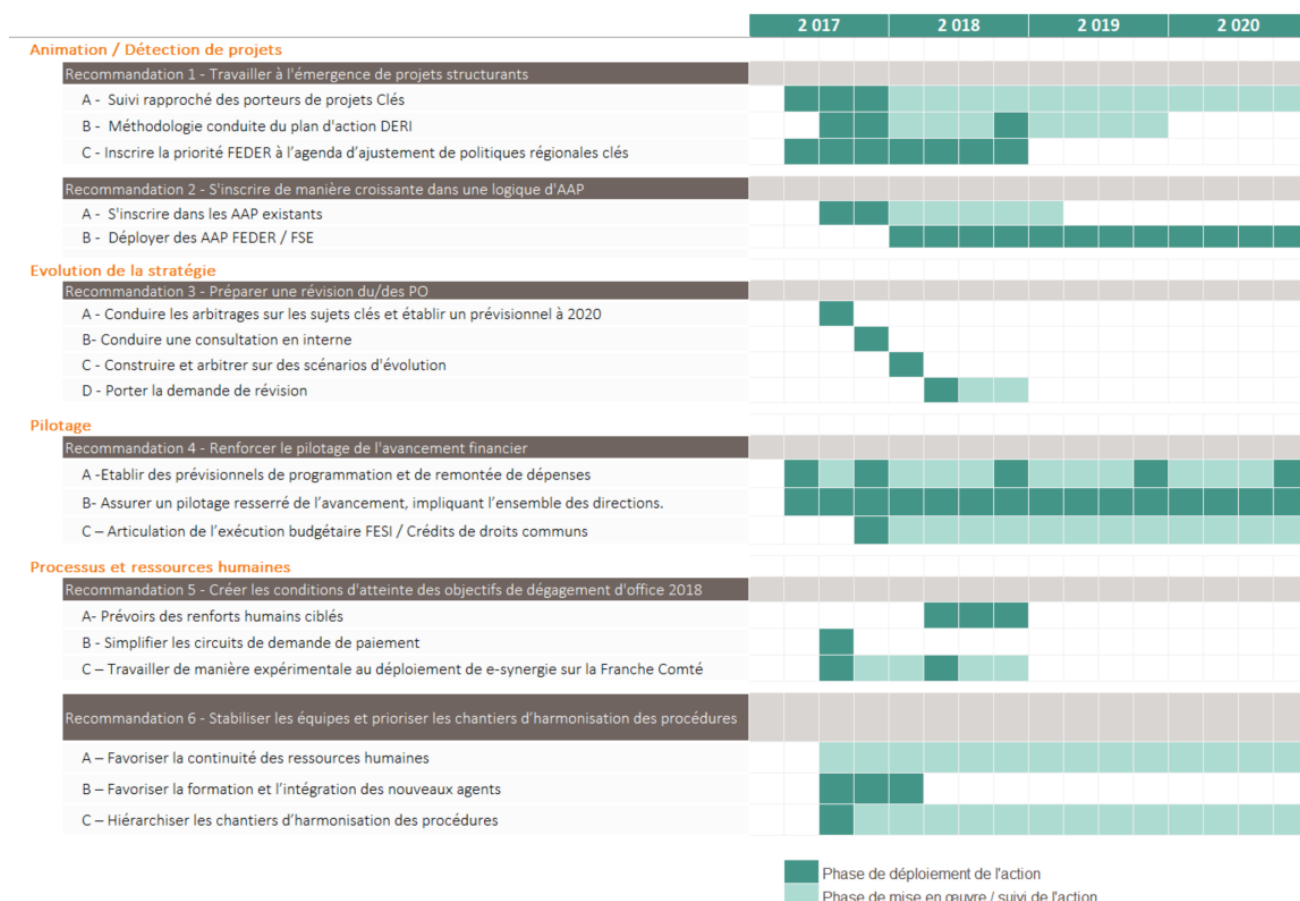 2 017 2 018 2 019 2 020
Animation / Détection de projets
Recommandation 1 - Travailler à l'émergence de projets structurants
A - Suivi rapproché des porteurs de projets Clés
B - Méthodologie conduite du plan d'action DERI
C - Inscrire la priorité FEDER à l’agenda d’ajustement de politiques régionales clés
Recommandation 2 - S'inscrire de manière croissante dans une logique d'AAP
A - S'inscrire dans les AAP existants
B - Déployer des AAP FEDER / FSE
Evolution de la stratégie
Recommandation 3 - Préparer une révision du/des PO
A - Conduire les arbitrages sur les sujets clés et établir un prévisionnel à 2020
B- Conduire une consultation en interne
C - Construire et arbitrer sur des scénarios d'évolution
D - Porter la demande de révision
Pilotage
Recommandation 4 - Renforcer le pilotage de l'avancement financier
A -Etablir des prévisionnels de programmation et de remontée de dépenses
B- Assurer un pilotage resserré de l’avancement, impliquant l’ensemble des directions.
C – Articulation de l’exécution budgétaire FESI / Crédits de droits communs
Processus et ressources humaines
Recommandation 5 - Créer les conditions d'atteinte des objectifs de dégagement d'office 2018
A- Prévoirs des renforts humains ciblés
B - Simplifier les circuits de demande de paiement
C – Travailler de manière expérimentale au déploiement de e-synergie sur la Franche Comté
Recommandation 6 - Stabiliser les équipes et prioriser les chantiers d’harmonisation des procédures
A – Favoriser la continuité des ressources humaines
B – Favoriser la formation et l’intégration des nouveaux agents
C – Hiérarchiser les chantiers d’harmonisation des procédures
Phase de déploiement de l'action
Phase de mise en œuvre / suivi de l'action